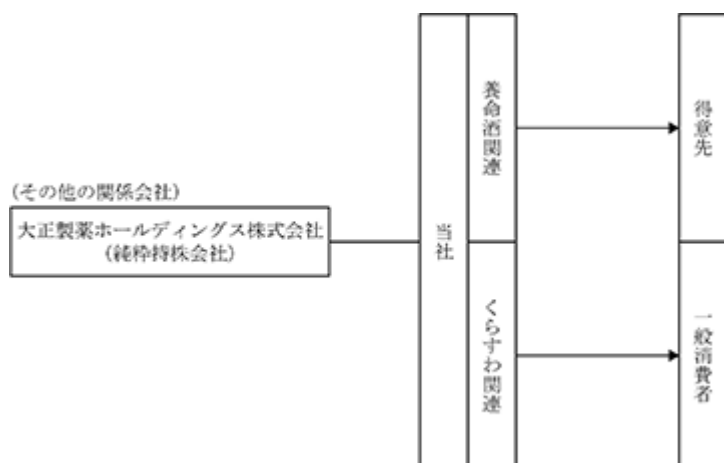 (その他の関係会社)
大正製薬ホールディングス株式会社
(純粋持株会社)
当社
養命酒関連
くらすわ関連
得意先
一般消費者